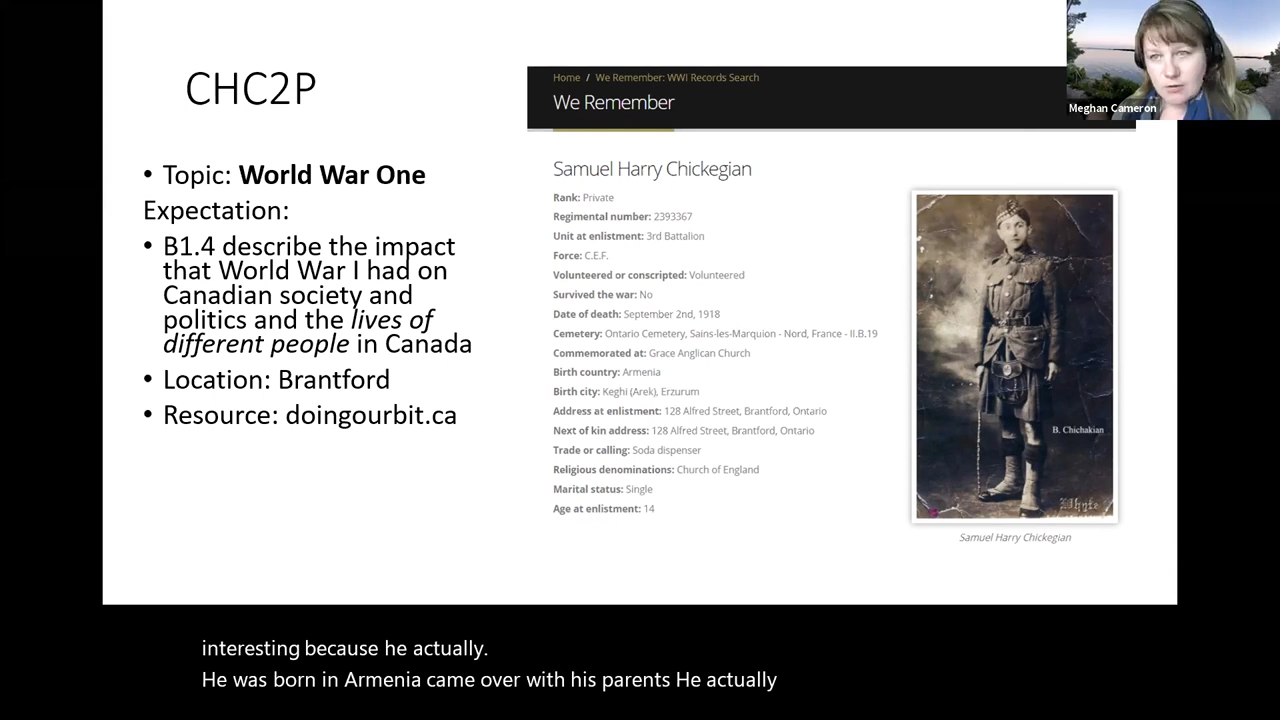 CHC2P
• Topic: World War One
Expectation:
• B1.4 describe the impact
that World War I had on
Canadian society and
politics and the lives of
different people in Canada
• Location: Brantford
• Resource: doingourbit.ca
Home / We Remember: WWI Records Search
We Remember
Samuel Harry Chickegian
Rank: Private
Regimental number: 2393367
Unit at enlistment: 3rd Battalion
Force: C.E.F.
Volunteered or conscripted: Volunteered
Survived the war: No
Date of death: September 2nd, 1918
Cemetery: Ontario Cemetery, Sains-les-Marquion - Nord, France - II.B.19
Commemorated at: Grace Anglican Church
Birth country: Armenia
Birth city: Keghi (Arek), Erzurum
Address at enlistment: 128 Alfred Street, Brantford, Ontario
Next of kin address: 128 Alfred Street, Brantford, Ontario
Trade or calling: Soda dispenser
Religious denominations: Church of England
Marital status: Single
Age at enlistment: 14
B. Chichakian
Whyte
Samuel Harry Chickegian
Meghan Cameron
interesting because he actually.
He was born in Armenia came over with his parents He actually